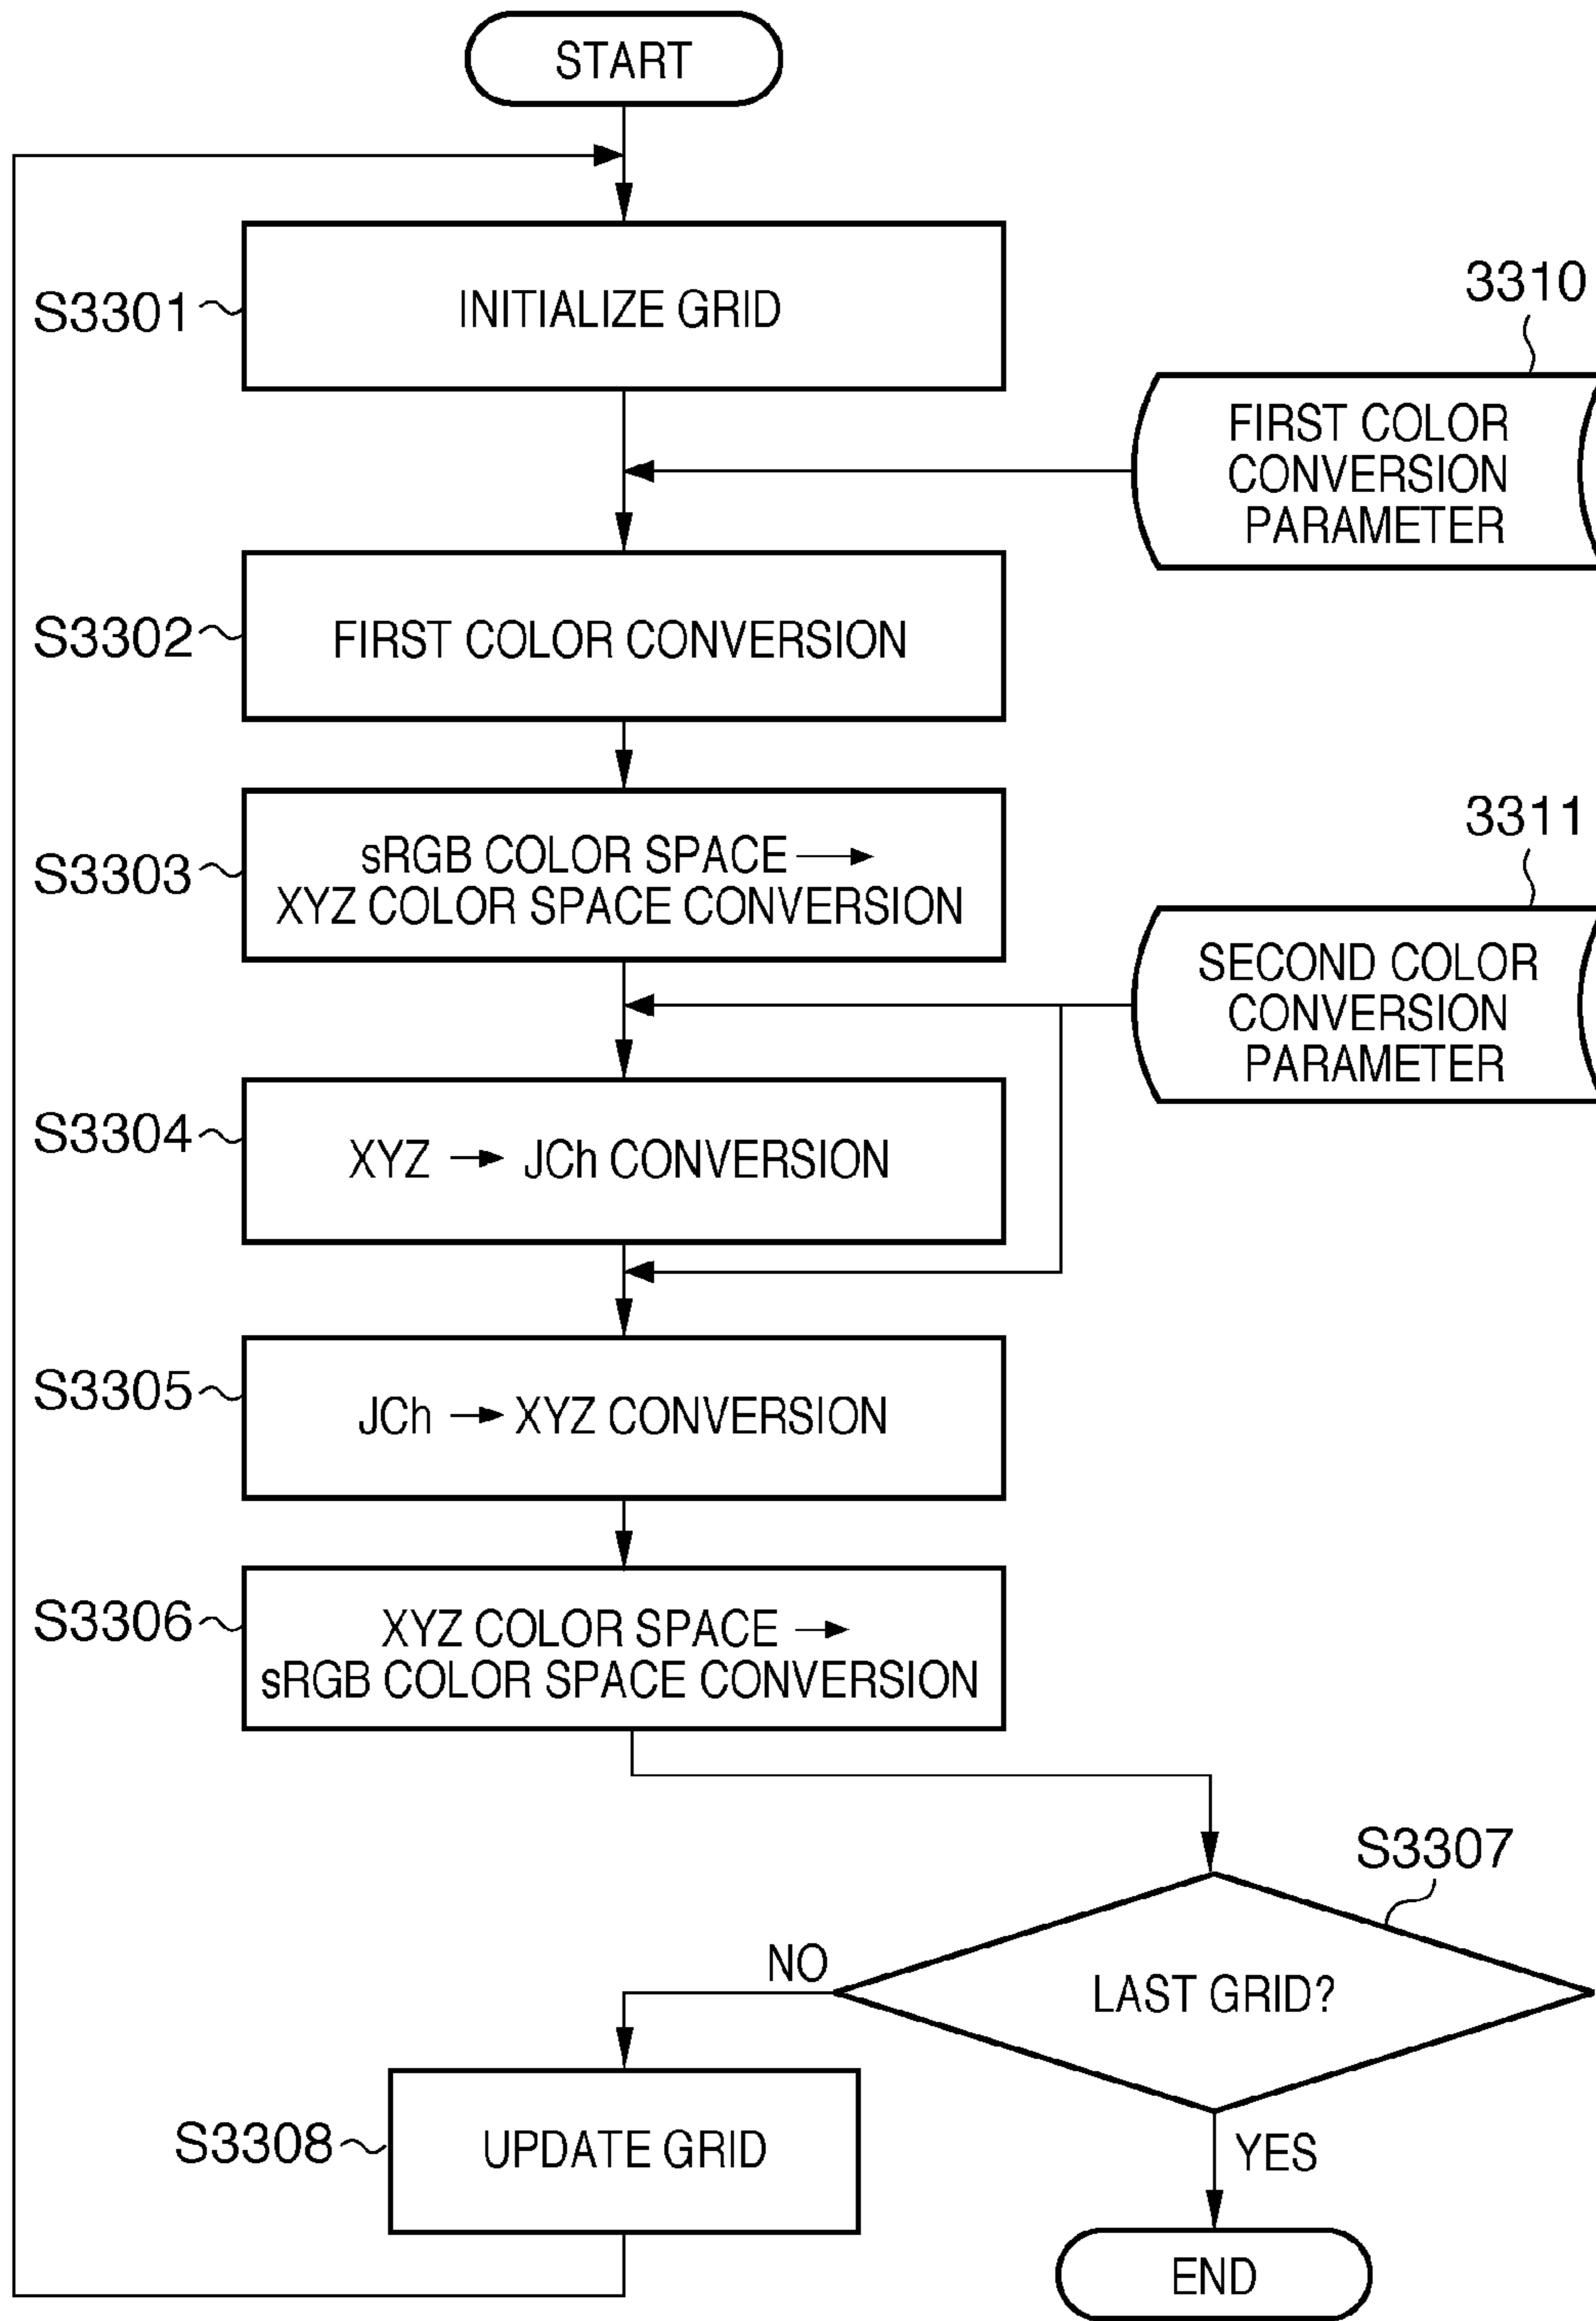 START
S3301
INITIALIZE GRID
3310
FIRST COLOR
CONVERSION
PARAMETER
S3302
FIRST COLOR CONVERSION
S3303
sRGB COLOR SPACE →
XYZ COLOR SPACE CONVERSION
3311
SECOND COLOR
CONVERSION
PARAMETER
S3304
XYZ → JCh CONVERSION
S3305
JCh → XYZ CONVERSION
S3306
XYZ COLOR SPACE →
sRGB COLOR SPACE CONVERSION
S3307
LAST GRID?
NO
S3308
UPDATE GRID
YES
END